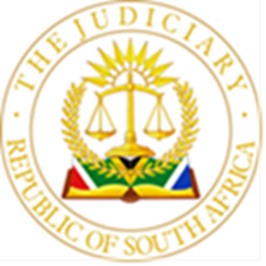 · THE JUDICIARY ·
REPUBLIC OF SOUTH AFRICA